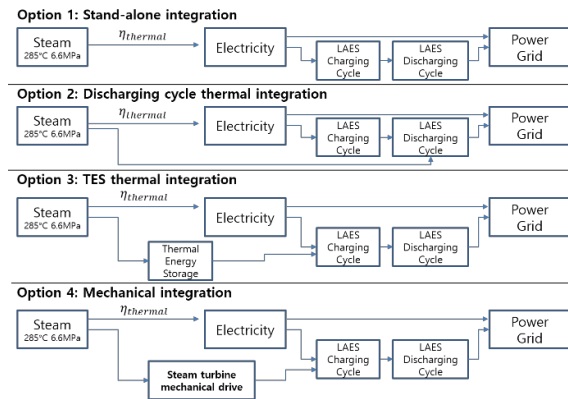 Option 1: Stand-alone integration
Steam
285℃ 6.6MPa
ηthermal
Electricity
LAES
Charging
Cycle
LAES
Discharging
Cycle
Power
Grid
Option 2: Discharging cycle thermal integration
Steam
285℃ 6.6MPa
ηthermal
Electricity
LAES
Charging
Cycle
LAES
Discharging
Cycle
Power
Grid
Option 3: TES thermal integration
Steam
285℃ 6.6MPa
ηthermal
Electricity
Thermal
Energy
Storage
LAES
Charging
Cycle
LAES
Discharging
Cycle
Power
Grid
Option 4: Mechanical integration
Steam
285℃ 6.6MPa
ηthermal
Electricity
Steam turbine
mechanical drive
LAES
Charging
Cycle
LAES
Discharging
Cycle
Power
Grid